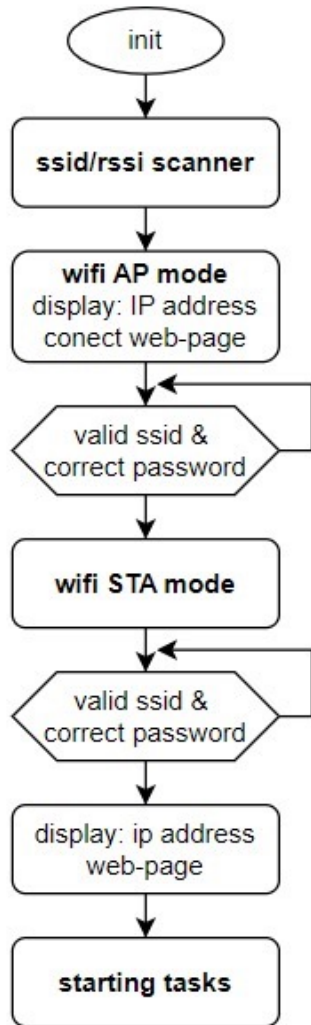 init
ssid/rssi scanner
wifi AP mode
display: IP address
conect web-page
valid ssid &
correct password
wifi STA mode
valid ssid &
correct password
display: ip address
web-page
starting tasks